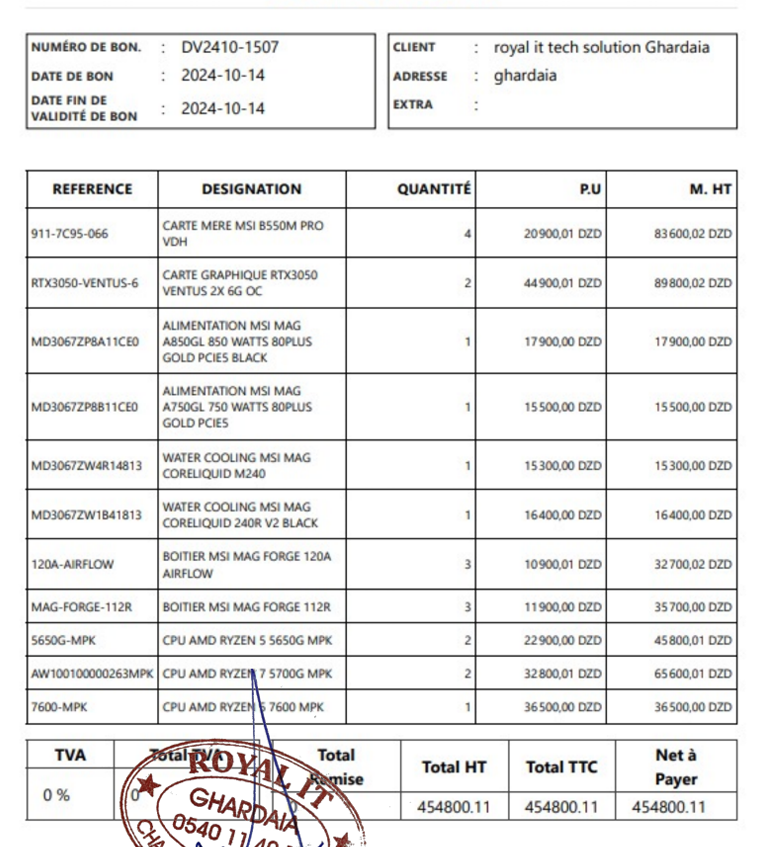 NUMÉRO DE BON. : DV2410-1507
DATE DE BON : 2024-10-14
DATE FIN DE
VALIDITÉ DE BON : 2024-10-14
CLIENT : royal it tech solution Ghardaia
ADRESSE : ghardaia
EXTRA :
REFERENCE DESIGNATION QUANTITÉ P.U M. HT
911-7C95-066 CARTE MERE MSI B550M PRO
VDH 4 20 900,01 DZD 83 600,02 DZD
RTX3050-VENTUS-6 CARTE GRAPHIQUE RTX3050
VENTUS 2X 6G OC 2 44 900,01 DZD 89 800,02 DZD
ALIMENTATION MSI MAG
MD3067ZP8A11CE0 A850GL 850 WATTS 80PLUS 1 17 900,00 DZD 17 900,00 DZD
GOLD PCIE5 BLACK
ALIMENTATION MSI MAG
MD3067ZP8B11CE0 A750GL 750 WATTS 80PLUS 1 15 500,00 DZD 15 500,00 DZD
GOLD PCIE5
MD3067ZW4R14813 WATER COOLING MSI MAG
CORELIQUID M240 1 15 300,00 DZD 15 300,00 DZD
MD3067ZW1B41813 WATER COOLING MSI MAG
CORELIQUID 240R V2 BLACK 1 16 400,00 DZD 16 400,00 DZD
120A-AIRFLOW BOITIER MSI MAG FORGE 120A
AIRFLOW 3 10 900,01 DZD 32 700,02 DZD
MAG-FORGE-112R BOITIER MSI MAG FORGE 112R 3 11 900,00 DZD 35 700,00 DZD
5650G-MPK CPU AMD RYZEN 5 5650G MPK 2 22 900,00 DZD 45 800,01 DZD
AW100100000263MPK CPU AMD RYZEN 7 5700G MPK 2 32 800,01 DZD 65 600,01 DZD
7600-MPK CPU AMD RYZEN 5 7600 MPK 1 36 500,00 DZD 36 500,00 DZD
TVA Total TVA Total
Remise Total HT Total TTC Net à
Payer
0 % 0 0 454800.11 454800.11 454800.11
ROYAL IT
GHARDAIA
0540 11